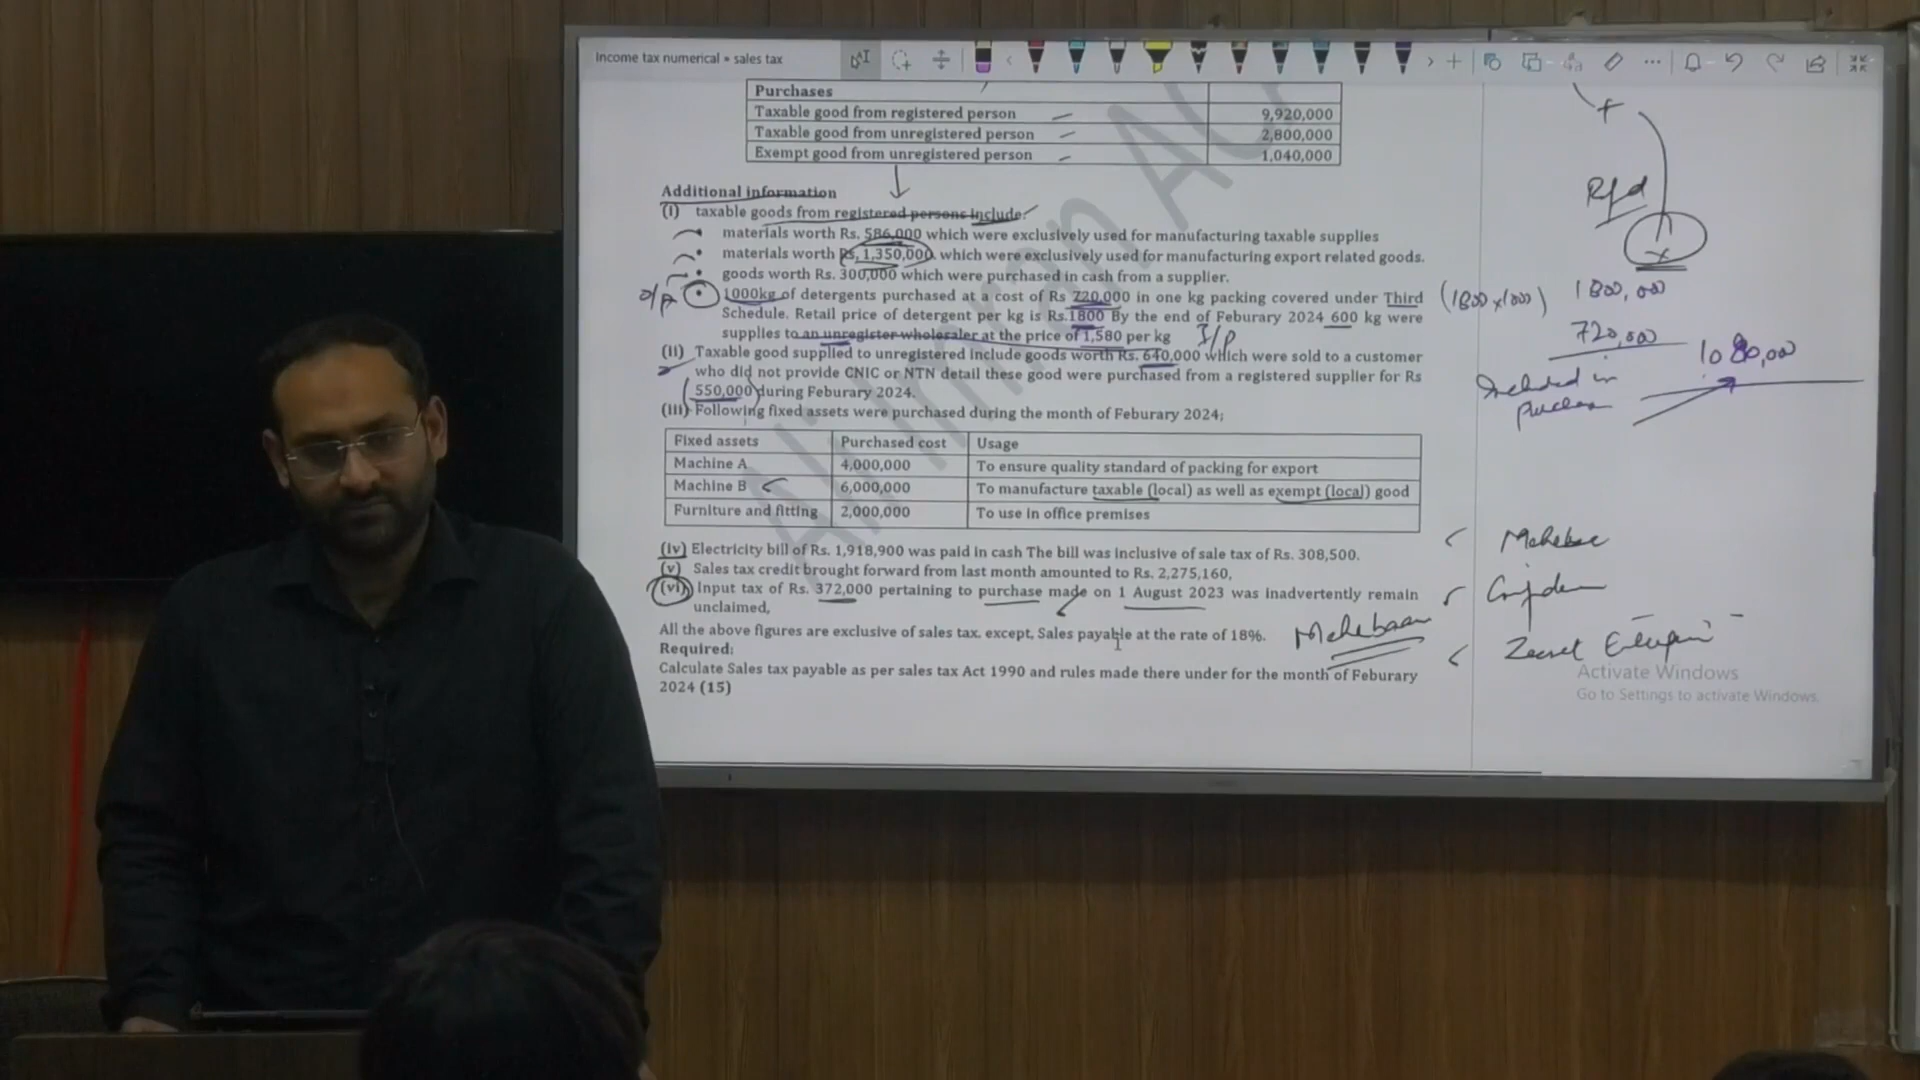 Income tax numerical = sales tax
Purchases
Taxable good from registered person 9,920,000
Taxable good from unregistered person 2,800,000
Exempt good from unregistered person 1,040,000
Additional information
(i) taxable goods from registered persons include:
• materials worth Rs. 586,000 which were exclusively used for manufacturing taxable supplies
• materials worth Rs. 1,350,000 which were exclusively used for manufacturing export related goods.
• goods worth Rs. 300,000 which were purchased in cash from a supplier.
O/P
• 1000kg of detergents purchased at a cost of Rs 720,000 in one kg packing covered under Third
Schedule. Retail price of detergent per kg is Rs.1800 By the end of Feburary 2024 600 kg were
supplies to an unregister wholesaler at the price of 1,580 per kg I/P
(ii) Taxable good supplied to unregistered include goods worth Rs. 640,000 which were sold to a customer
who did not provide CNIC or NTN detail these good were purchased from a registered supplier for Rs
550,000 during Feburary 2024.
(iii) Following fixed assets were purchased during the month of Feburary 2024;
Fixed assets Purchased cost Usage
Machine A 4,000,000 To ensure quality standard of packing for export
Machine B 6,000,000 To manufacture taxable (local) as well as exempt (local) good
Furniture and fitting 2,000,000 To use in office premises
(iv) Electricity bill of Rs. 1,918,900 was paid in cash The bill was inclusive of sale tax of Rs. 308,500.
(v) Sales tax credit brought forward from last month amounted to Rs. 2,275,160,
(vi) Input tax of Rs. 372,000 pertaining to purchase made on 1 August 2023 was inadvertently remain
unclaimed,
All the above figures are exclusive of sales tax. except, Sales payable at the rate of 18%.
Required:
Calculate Sales tax payable as per sales tax Act 1990 and rules made there under for the month of Feburary
2024 (15)
+
Rfd
(1800 x 1000) 1800,000
720,000
1080,000
Included in
purchase
Activate Windows
Go to Settings to activate Windows.